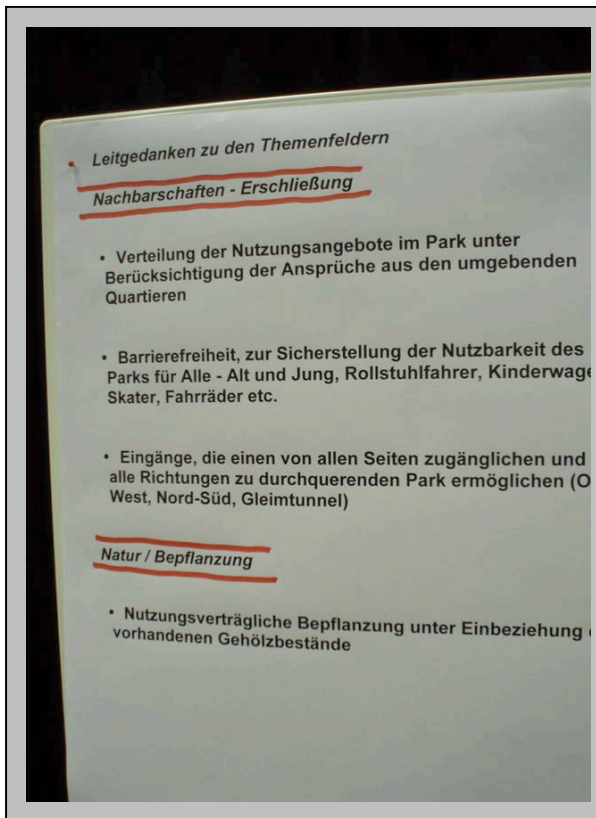 Leitgedanken zu den Themenfeldern
Nachbarschaften - Erschließung
• Verteilung der Nutzungsangebote im Park unter
Berücksichtigung der Ansprüche aus den umgebenden
Quartieren
• Barrierefreiheit, zur Sicherstellung der Nutzbarkeit des
Parks für Alle - Alt und Jung, Rollstuhlfahrer,
Skater, Fahrräder etc.
• Eingänge, die einen von allen Seiten zugänglichen und
alle Richtungen zu durchquerenden Park ermöglichen
West, Nord-Süd, Gleimtunnel)
Natur / Bepflanzung
• Nutzungsverträgliche Bepflanzung unter Einbeziehung
vorhandenen Gehölzbestände